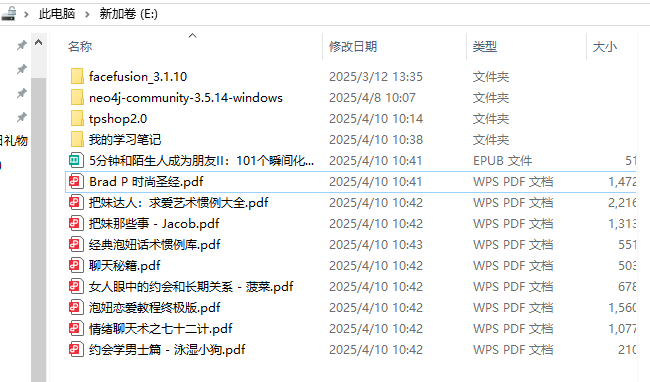 此电脑 › 新加卷 (E:)
名称 修改日期 类型 大小
facefusion_3.1.10 2025/3/12 13:35 文件夹
neo4j-community-3.5.14-windows 2025/4/8 10:07 文件夹
tpshop2.0 2025/4/10 10:14 文件夹
我的学习笔记 2025/4/10 10:38 文件夹
5分钟和陌生人成为朋友II：101个瞬间化... 2025/4/10 10:41 EPUB 文件 51
Brad P 时尚圣经.pdf 2025/4/10 10:41 WPS PDF 文档 1,472
把妹达人：求爱艺术惯例大全.pdf 2025/4/10 10:42 WPS PDF 文档 2,216
把妹那些事 - Jacob.pdf 2025/4/10 10:42 WPS PDF 文档 1,313
经典泡妞话术惯例库.pdf 2025/4/10 10:43 WPS PDF 文档 551
聊天秘籍.pdf 2025/4/10 10:42 WPS PDF 文档 503
女人眼中的约会和长期关系 - 菠菜.pdf 2025/4/10 10:42 WPS PDF 文档 678
泡妞恋爱教程终极版.pdf 2025/4/10 10:42 WPS PDF 文档 1,560
情绪聊天术之七十二计.pdf 2025/4/10 10:42 WPS PDF 文档 1,077
约会学男士篇 - 泳湿小狗.pdf 2025/4/10 10:42 WPS PDF 文档 210
礼物